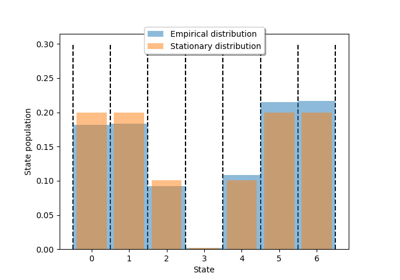 Empirical distribution
Stationary distribution
0.30
0.25
0.20
0.15
0.10
0.05
0.00
State population
0 1 2 3 4 5 6
State